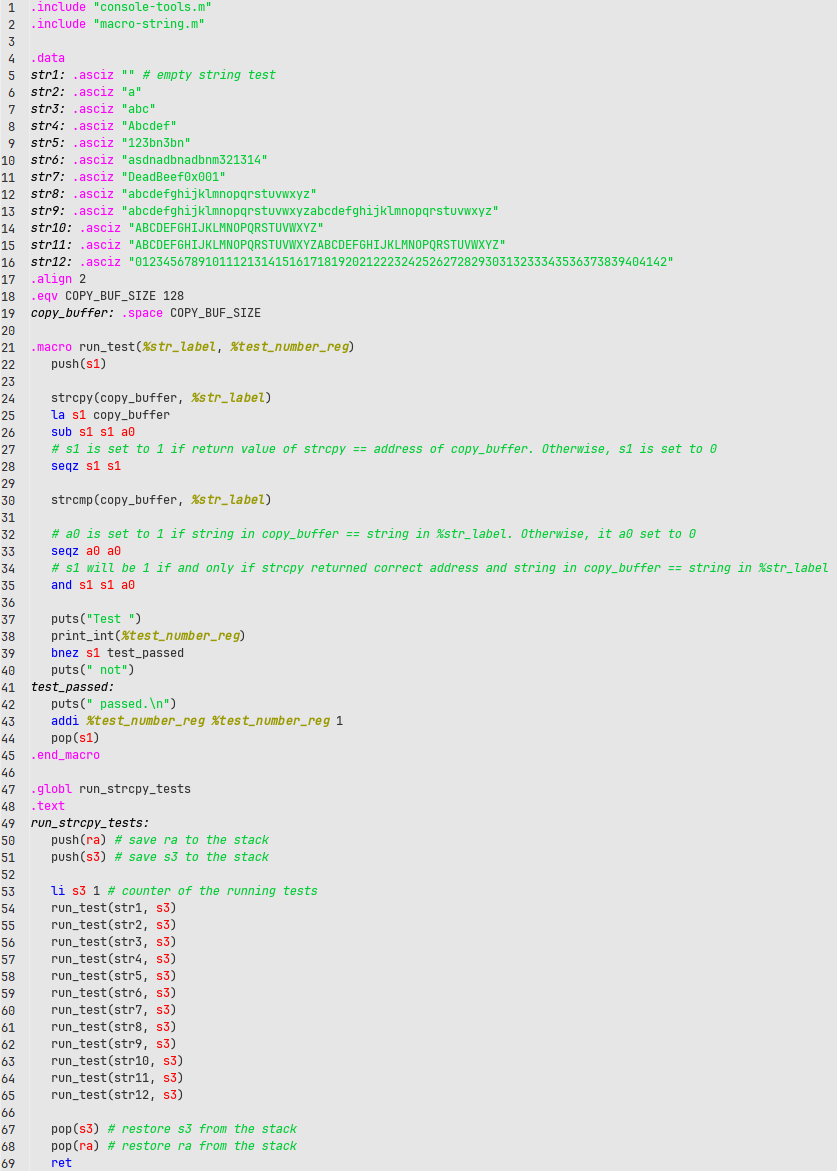 1 .include "console-tools.m"
2 .include "macro-string.m"
3
4 .data
5 str1: .asciz "" # empty string test
6 str2: .asciz "a"
7 str3: .asciz "abc"
8 str4: .asciz "Abcdef"
9 str5: .asciz "123bn3bn"
10 str6: .asciz "asdnadbnadbnm321314"
11 str7: .asciz "DeadBeef0x001"
12 str8: .asciz "abcdefghijklmnopqrstuvwxyz"
13 str9: .asciz "abcdefghijklmnopqrstuvwxyzabcdefghijklmnopqrstuvwxyz"
14 str10: .asciz "ABCDEFGHIJKLMNOPQRSTUVWXYZ"
15 str11: .asciz "ABCDEFGHIJKLMNOPQRSTUVWXYZABCDEFGHIJKLMNOPQRSTUVWXYZ"
16 str12: .asciz "01234567891011121314151617181920212223242526272829303132333435363738394041​42"
17 .align 2
18 .eqv COPY_BUF_SIZE 128
19 copy_buffer: .space COPY_BUF_SIZE
20
21 .macro run_test(%str_label, %test_number_reg)
22 push(s1)
23
24 strcpy(copy_buffer, %str_label)
25 la s1 copy_buffer
26 sub s1 s1 a0
27 # s1 is set to 1 if return value of strcpy == address of copy_buffer. Otherwise, s1 is set to 0
28 seqz s1 s1
29
30 strcmp(copy_buffer, %str_label)
31
32 # a0 is set to 1 if string in copy_buffer == string in %str_label. Otherwise, it a0 set to 0
33 seqz a0 a0
34 # s1 will be 1 if and only if strcpy returned correct address and string in copy_buffer == string in %str_label
35 and s1 s1 a0
36
37 puts("Test ")
38 print_int(%test_number_reg)
39 bnez s1 test_passed
40 puts(" not")
41 test_passed:
42 puts(" passed.\n")
43 addi %test_number_reg %test_number_reg 1
44 pop(s1)
45 .end_macro
46
47 .globl run_strcpy_tests
48 .text
49 run_strcpy_tests:
50 push(ra) # save ra to the stack
51 push(s3) # save s3 to the stack
52
53 li s3 1 # counter of the running tests
54 run_test(str1, s3)
55 run_test(str2, s3)
56 run_test(str3, s3)
57 run_test(str4, s3)
58 run_test(str5, s3)
59 run_test(str6, s3)
60 run_test(str7, s3)
61 run_test(str8, s3)
62 run_test(str9, s3)
63 run_test(str10, s3)
64 run_test(str11, s3)
65 run_test(str12, s3)
66
67 pop(s3) # restore s3 from the stack
68 pop(ra) # restore ra from the stack
69 ret